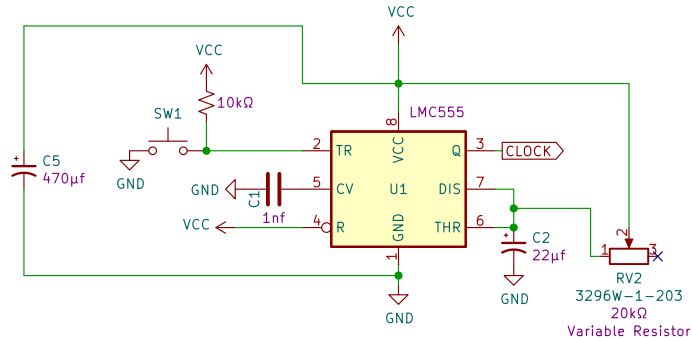 VCC
VCC
10kΩ
SW1
LMC555
8
VCC
2
TR
Q
3
CLOCK
GND
C5
470µf
GND
C1
1nf
5
CV
U1
DIS
7
VCC
4
R
GND
THR
6
1
C2
22µf
2
1
3
GND
GND
RV2
3296W-1-203
20kΩ
Variable Resistor